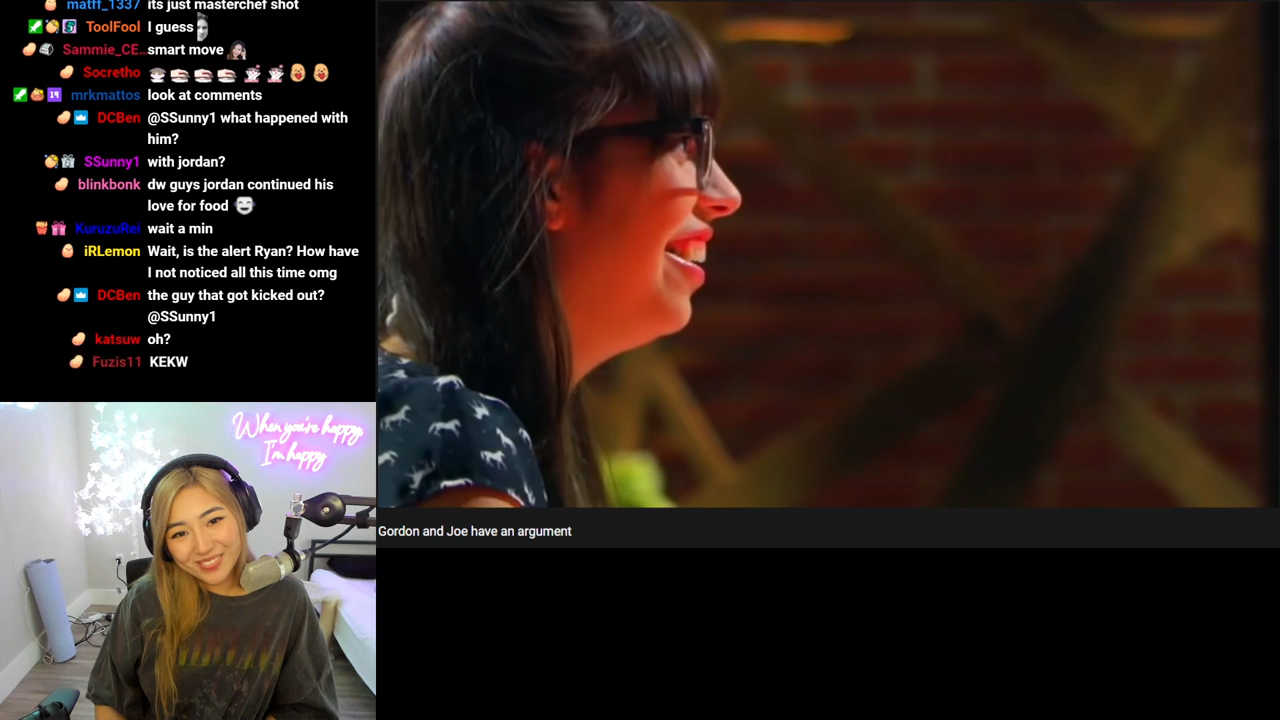 matff_1337 its just masterchef shot
ToolFool I guess
Sammie_CE... smart move
Socretho
mrkmattos look at comments
DCBen @SSunny1 what happened with
him?
SSunny1 with jordan?
blinkbonk dw guys jordan continued his
love for food
KuruzuRei wait a min
iRLemon Wait, is the alert Ryan? How have
I not noticed all this time omg
DCBen the guy that got kicked out?
@SSunny1
katsuw oh?
Fuzis11 KEKW
When you're happy
I'm happy
Gordon and Joe have an argument